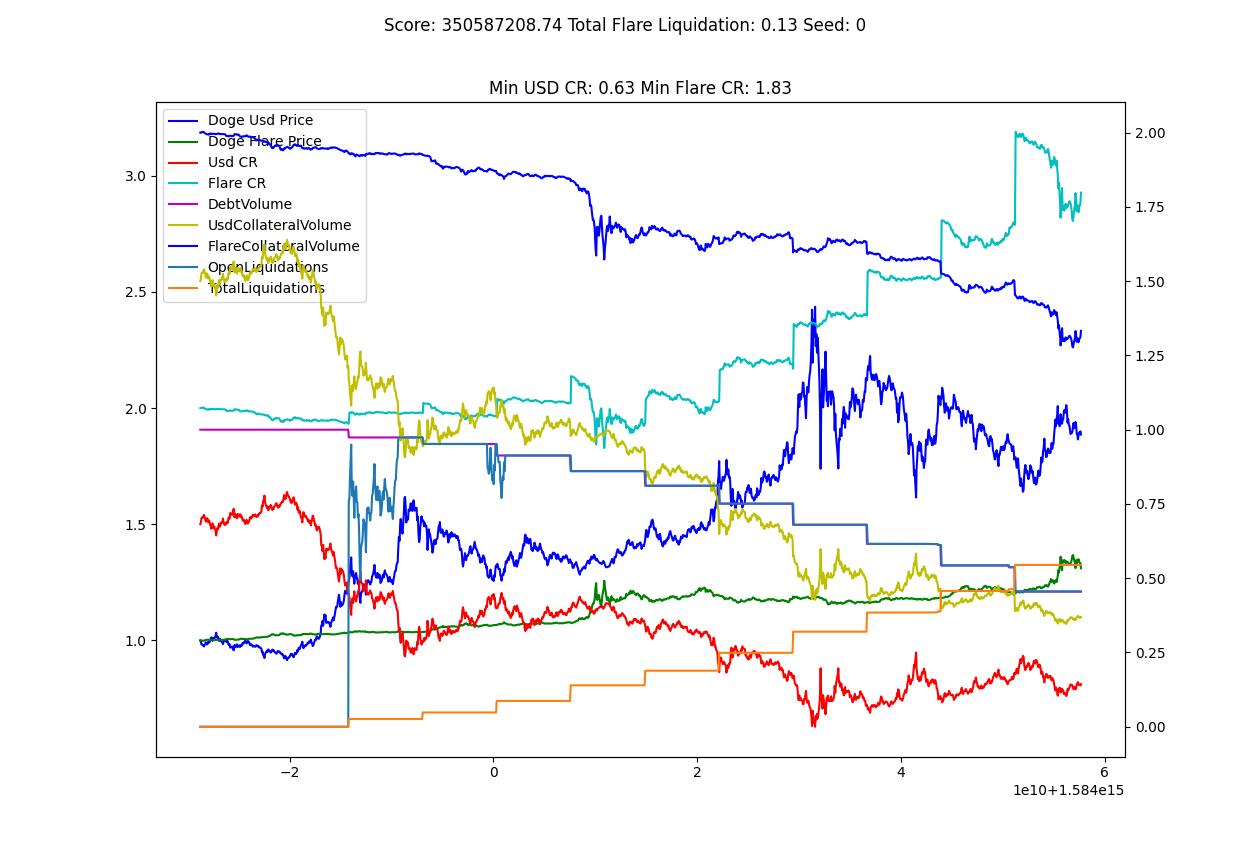 Score: 350587208.74 Total Flare Liquidation: 0.13 Seed: 0
Min USD CR: 0.63 Min Flare CR: 1.83
Doge Usd Price
Doge Flare Price
Usd CR
Flare CR
DebtVolume
UsdCollateralVolume
FlareCollateralVolume
OpenLiquidations
TotalLiquidations
3.0
2.5
2.0
1.5
1.0
2.00
1.75
1.50
1.25
1.00
0.75
0.50
0.25
0.00
−2 0 2 4 6
1e10+1.584e15